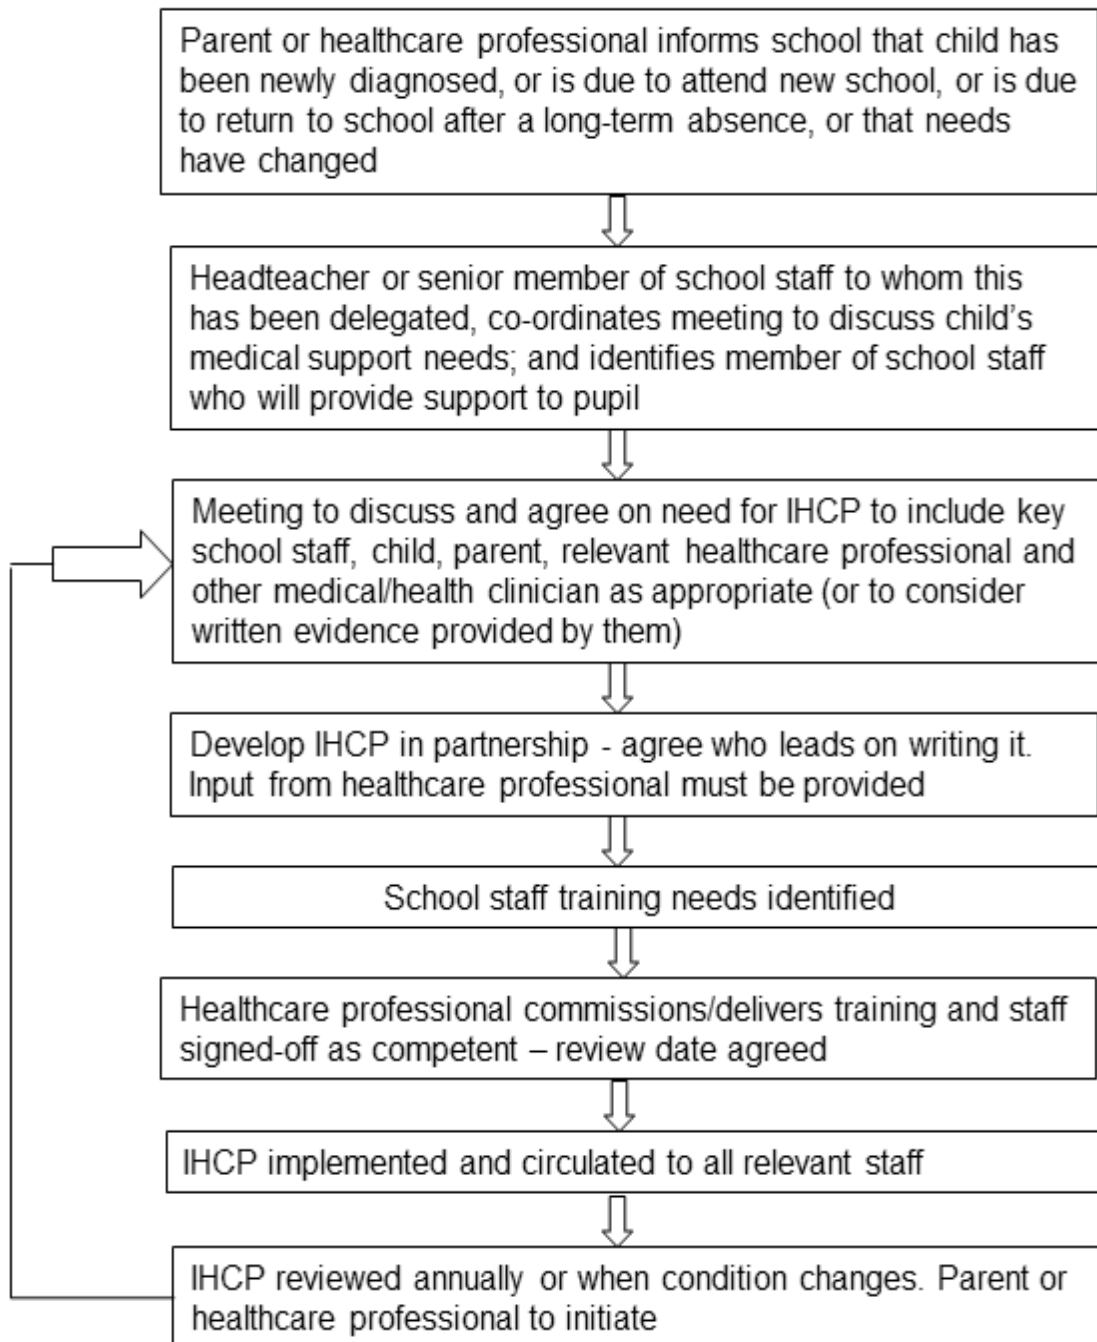 Parent or healthcare professional informs school that child has
been newly diagnosed, or is due to attend new school, or is due
to return to school after a long-term absence, or that needs
have changed
Headteacher or senior member of school staff to whom this
has been delegated, co-ordinates meeting to discuss child's
medical support needs; and identifies member of school staff
who will provide support to pupil
Meeting to discuss and agree on need for IHCP to include key
school staff, child, parent, relevant healthcare professional and
other medical/health clinician as appropriate (or to consider
written evidence provided by them)
Develop IHCP in partnership - agree who leads on writing it.
Input from healthcare professional must be provided
School staff training needs identified
Healthcare professional commissions/delivers training and staff
signed-off as competent – review date agreed
IHCP implemented and circulated to all relevant staff
IHCP reviewed annually or when condition changes. Parent or
healthcare professional to initiate